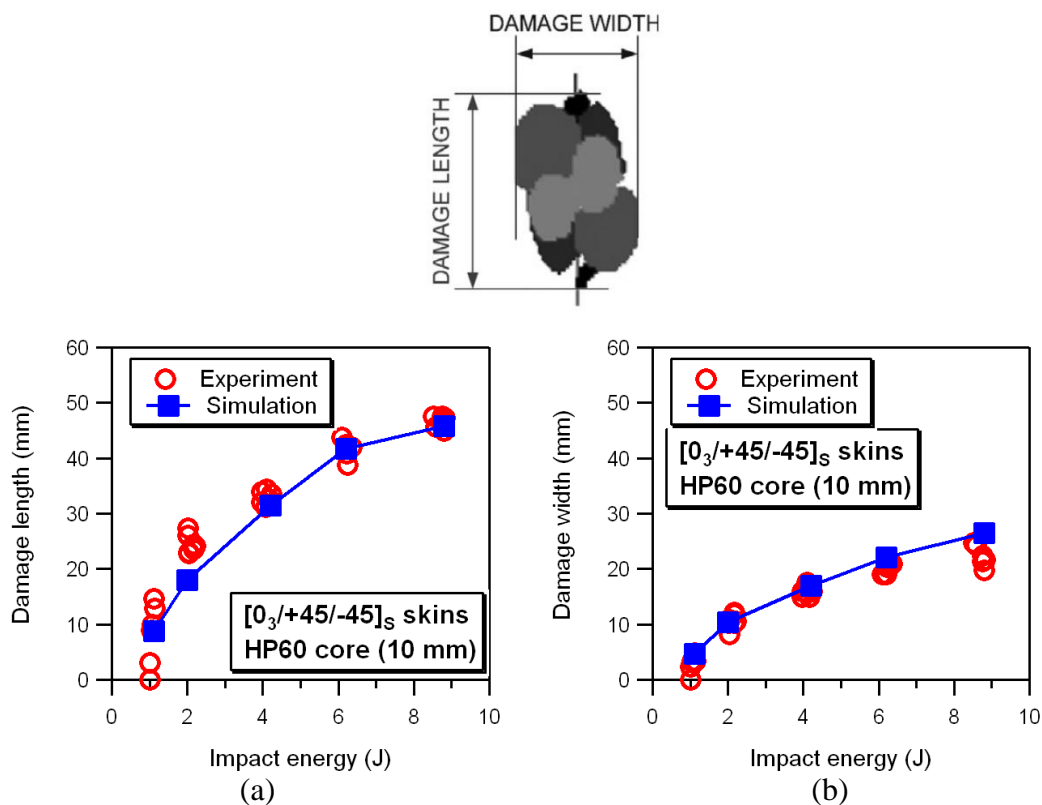 DAMAGE WIDTH
DAMAGE LENGTH
60
50
40
30
20
10
0
Damage length (mm)
Experiment
Simulation
[0₃/+45/-45]ₛ skins
HP60 core (10 mm)
0 2 4 6 8 10
Impact energy (J)
(a)
60
50
40
30
20
10
0
Damage width (mm)
Experiment
Simulation
[0₃/+45/-45]ₛ skins
HP60 core (10 mm)
0 2 4 6 8 10
Impact energy (J)
(b)